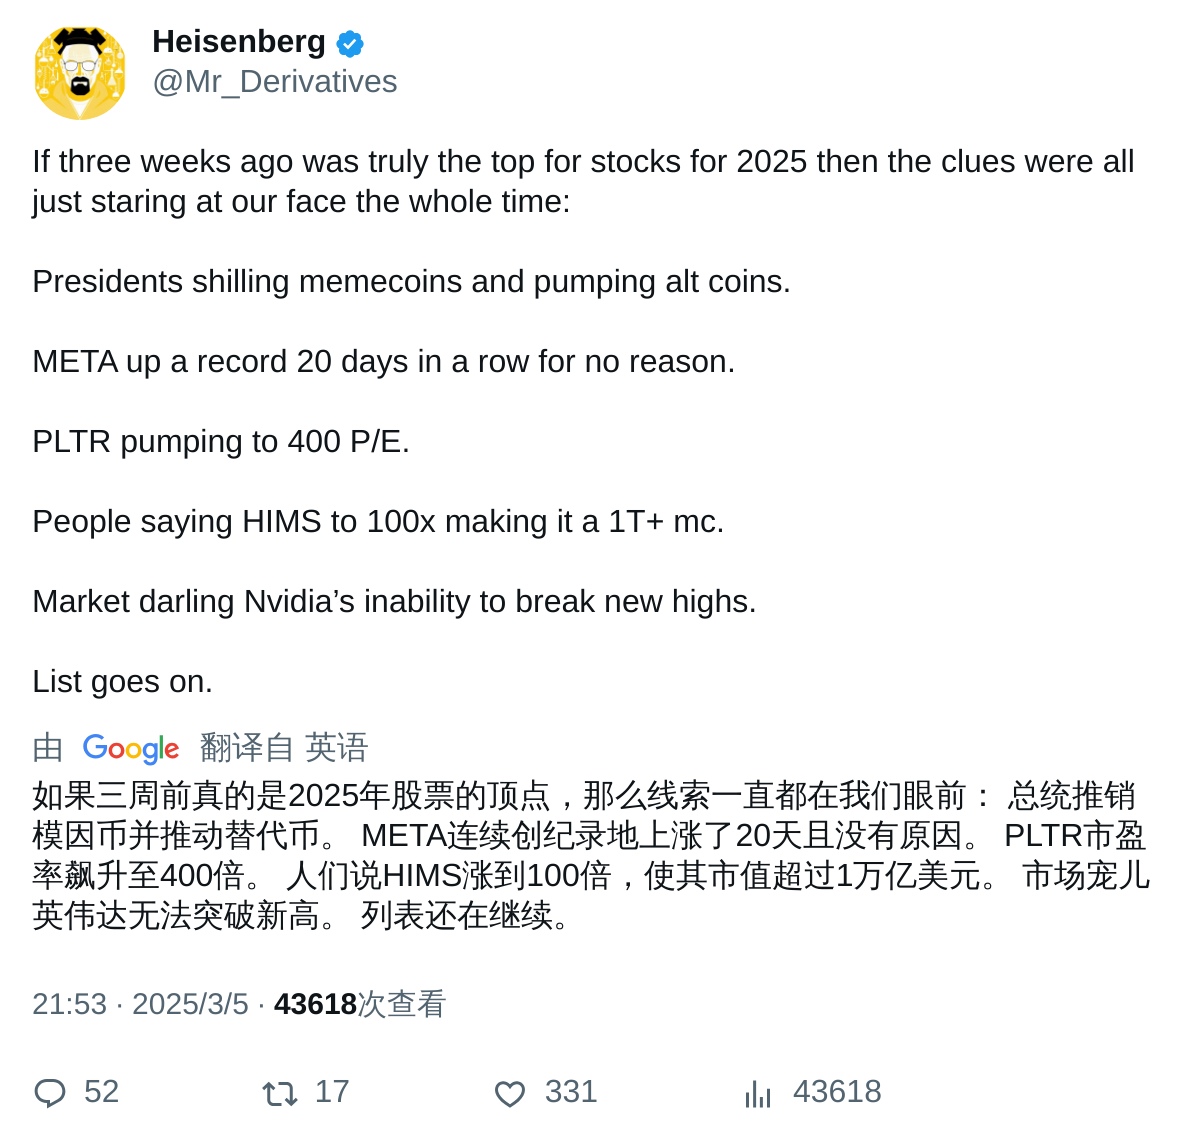 Heisenberg
@Mr_Derivatives
If three weeks ago was truly the top for stocks for 2025 then the clues were all
just staring at our face the whole time:
Presidents shilling memecoins and pumping alt coins.
META up a record 20 days in a row for no reason.
PLTR pumping to 400 P/E.
People saying HIMS to 100x making it a 1T+ mc.
Market darling Nvidia’s inability to break new highs.
List goes on.
由 Google 翻译自 英语
如果三周前真的是2025年股票的顶点，那么线索一直都在我们眼前： 总统推销
模因币并推动替代币。 META连续创纪录地上涨了20天且没有原因。 PLTR市盈
率飙升至400倍。 人们说HIMS涨到100倍，使其市值超过1万亿美元。 市场宠儿
英伟达无法突破新高。 列表还在继续。
21:53 · 2025/3/5 · 43618次查看
52 17 331 43618